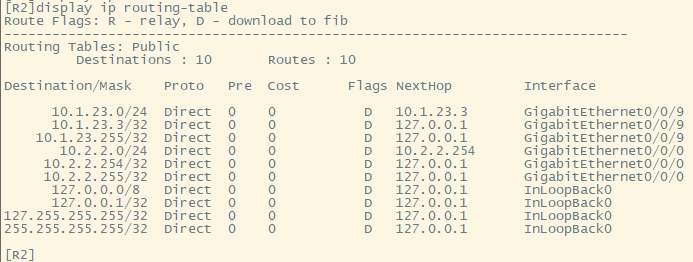 [R2]display ip routing-table
Route Flags: R - relay, D - download to fib
------------------------------------------------------------------------------
Routing Tables: Public
         Destinations : 10       Routes : 10

Destination/Mask    Proto  Pre  Cost         Flags NextHop         Interface

      10.1.23.0/24  Direct  0    0             D   10.1.23.3       GigabitEthernet0/0/9
      10.1.23.3/32  Direct  0    0             D   127.0.0.1       GigabitEthernet0/0/9
    10.1.23.255/32  Direct  0    0             D   127.0.0.1       GigabitEthernet0/0/9
       10.2.2.0/24  Direct  0    0             D   10.2.2.254      GigabitEthernet0/0/0
     10.2.2.254/32  Direct  0    0             D   127.0.0.1       GigabitEthernet0/0/0
     10.2.2.255/32  Direct  0    0             D   127.0.0.1       GigabitEthernet0/0/0
      127.0.0.0/8   Direct  0    0             D   127.0.0.1       InLoopBack0
      127.0.0.1/32  Direct  0    0             D   127.0.0.1       InLoopBack0
127.255.255.255/32  Direct  0    0             D   127.0.0.1       InLoopBack0
255.255.255.255/32  Direct  0    0             D   127.0.0.1       InLoopBack0

[R2]